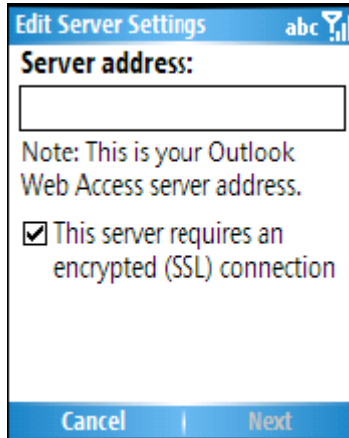 Edit Server Settings abc
Server address:
Note: This is your Outlook
Web Access server address.
This server requires an
encrypted (SSL) connection
Cancel Next